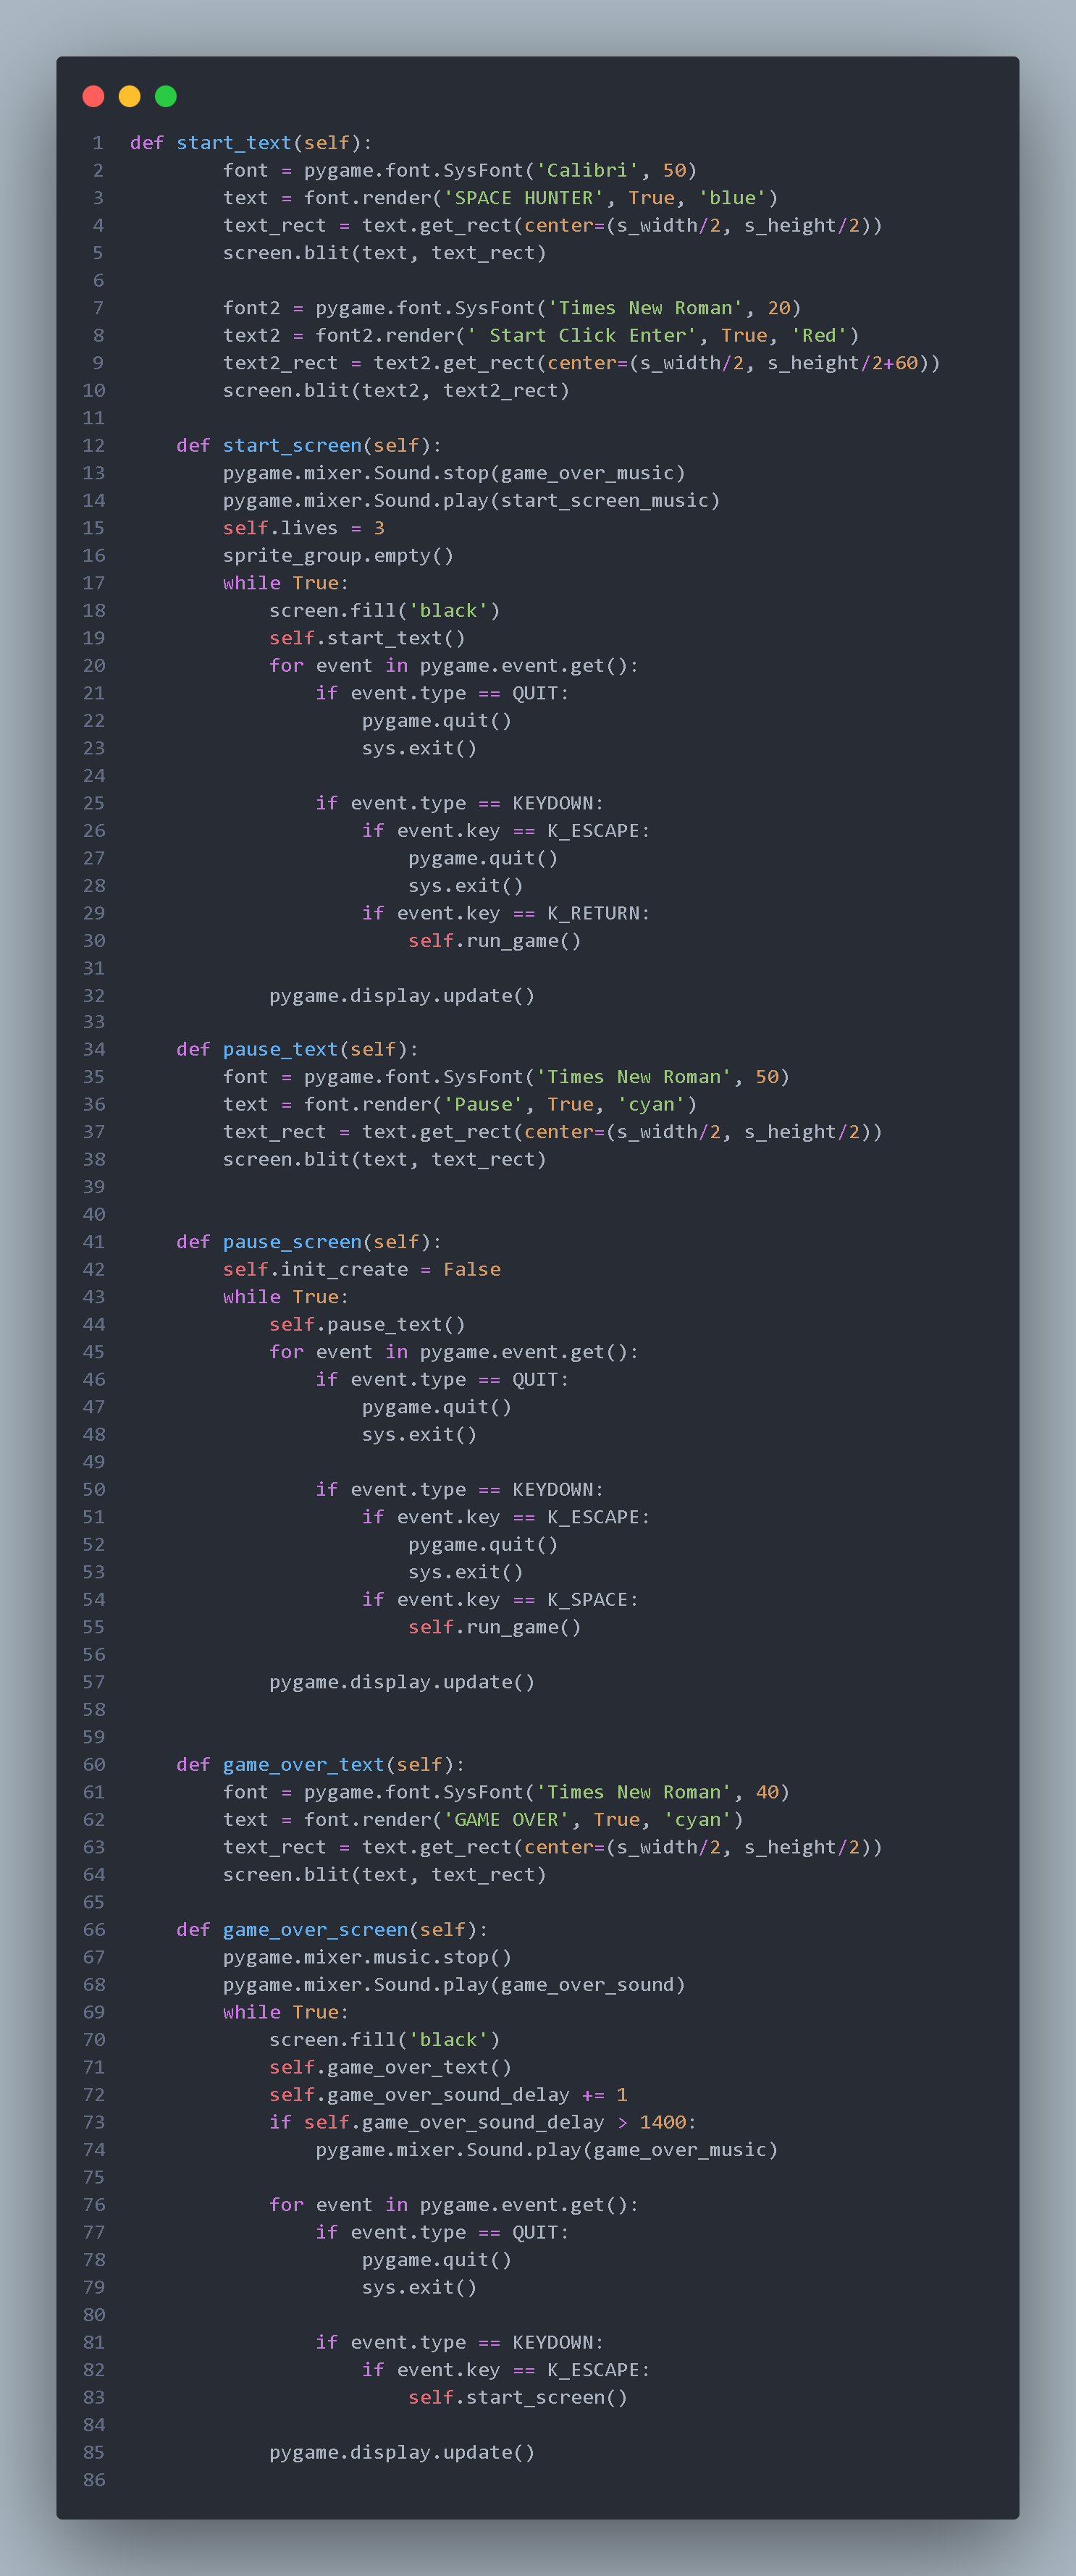 1 def start_text(self):
2         font = pygame.font.SysFont('Calibri', 50)
3         text = font.render('SPACE HUNTER', True, 'blue')
4         text_rect = text.get_rect(center=(s_width/2, s_height/2))
5         screen.blit(text, text_rect)
6
7         font2 = pygame.font.SysFont('Times New Roman', 20)
8         text2 = font2.render(' Start Click Enter', True, 'Red')
9         text2_rect = text2.get_rect(center=(s_width/2, s_height/2+60))
10         screen.blit(text2, text2_rect)
11
12     def start_screen(self):
13         pygame.mixer.Sound.stop(game_over_music)
14         pygame.mixer.Sound.play(start_screen_music)
15         self.lives = 3
16         sprite_group.empty()
17         while True:
18             screen.fill('black')
19             self.start_text()
20             for event in pygame.event.get():
21                 if event.type == QUIT:
22                     pygame.quit()
23                     sys.exit()
24
25                 if event.type == KEYDOWN:
26                     if event.key == K_ESCAPE:
27                         pygame.quit()
28                         sys.exit()
29                     if event.key == K_RETURN:
30                         self.run_game()
31
32             pygame.display.update()
33
34     def pause_text(self):
35         font = pygame.font.SysFont('Times New Roman', 50)
36         text = font.render('Pause', True, 'cyan')
37         text_rect = text.get_rect(center=(s_width/2, s_height/2))
38         screen.blit(text, text_rect)
39
40
41     def pause_screen(self):
42         self.init_create = False
43         while True:
44             self.pause_text()
45             for event in pygame.event.get():
46                 if event.type == QUIT:
47                     pygame.quit()
48                     sys.exit()
49
50                 if event.type == KEYDOWN:
51                     if event.key == K_ESCAPE:
52                         pygame.quit()
53                         sys.exit()
54                     if event.key == K_SPACE:
55                         self.run_game()
56
57             pygame.display.update()
58
59
60     def game_over_text(self):
61         font = pygame.font.SysFont('Times New Roman', 40)
62         text = font.render('GAME OVER', True, 'cyan')
63         text_rect = text.get_rect(center=(s_width/2, s_height/2))
64         screen.blit(text, text_rect)
65
66     def game_over_screen(self):
67         pygame.mixer.music.stop()
68         pygame.mixer.Sound.play(game_over_sound)
69         while True:
70             screen.fill('black')
71             self.game_over_text()
72             self.game_over_sound_delay += 1
73             if self.game_over_sound_delay > 1400:
74                 pygame.mixer.Sound.play(game_over_music)
75
76             for event in pygame.event.get():
77                 if event.type == QUIT:
78                     pygame.quit()
79                     sys.exit()
80
81                 if event.type == KEYDOWN:
82                     if event.key == K_ESCAPE:
83                         self.start_screen()
84
85             pygame.display.update()
86